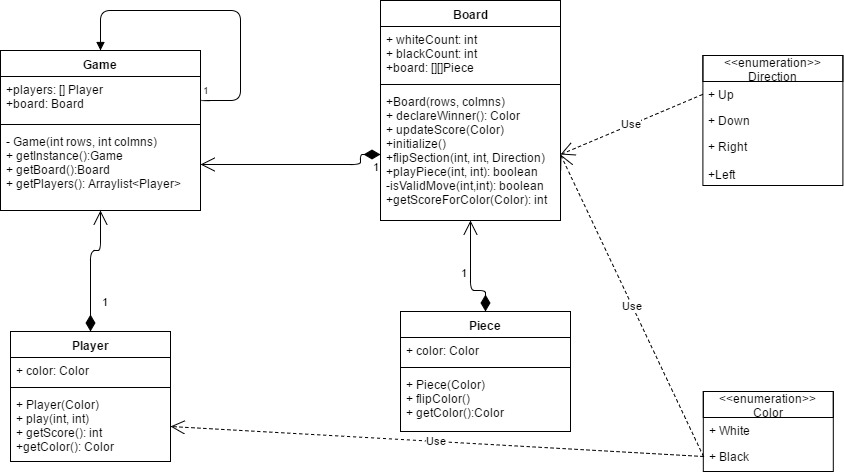 Game
+players: [] Player
+board: Board
- Game(int rows, int colmns)
+ getInstance():Game
+ getBoard():Board
+ getPlayers(): Arraylist<Player>
1
Board
+ whiteCount: int
+ blackCount: int
+board: [][]Piece
+Board(rows, colmns)
+ declareWinner(): Color
+ updateScore(Color)
+initialize()
+flipSection(int, int, Direction)
+playPiece(int, int): boolean
-isValidMove(int,int): boolean
+getScoreForColor(Color): int
1
<<enumeration>>
Direction
+ Up
+ Down
+ Right
+Left
Use
Use
1
1
Player
+ color: Color
+ Player(Color)
+ play(int, int)
+ getScore(): int
+getColor(): Color
Piece
+ color: Color
+ Piece(Color)
+ flipColor()
+ getColor():Color
<<enumeration>>
Color
+ White
+ Black
Use